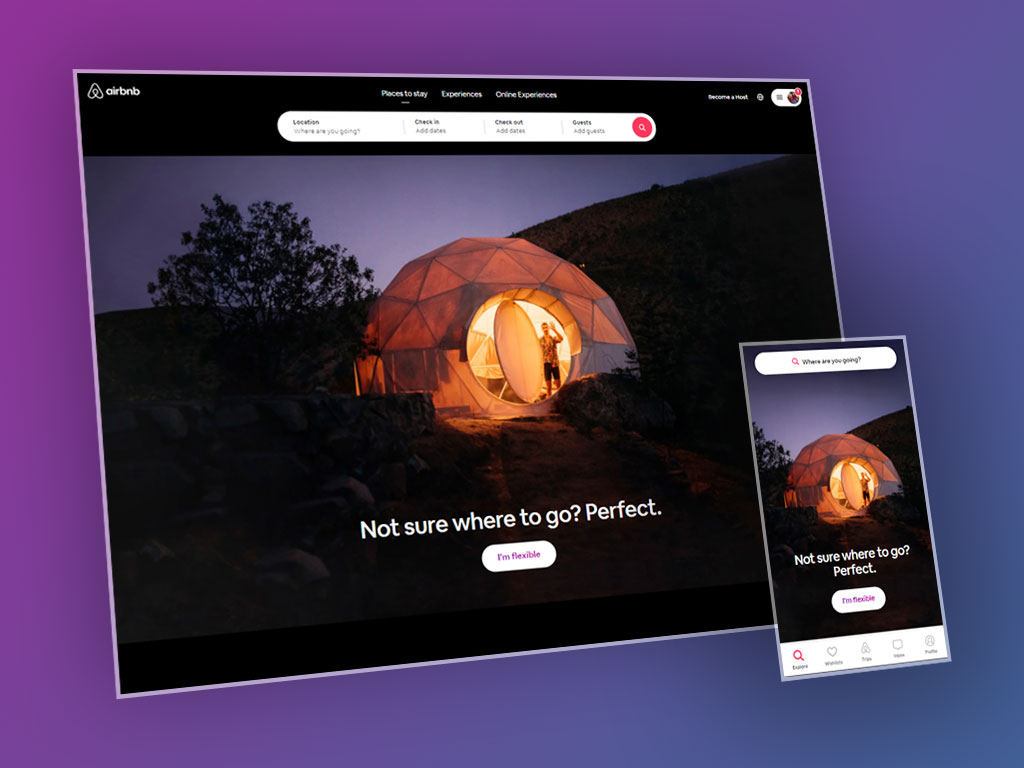 airbnb
Places to stay Experiences Online Experiences
Become a Host
Location Check in Check out Guests
Where are you going? Add dates Add dates Add guests
Not sure where to go? Perfect.
I'm flexible
Where are you going?
Not sure where to go?
Perfect.
I'm flexible
Explore Wishlists Trips Inbox Profile